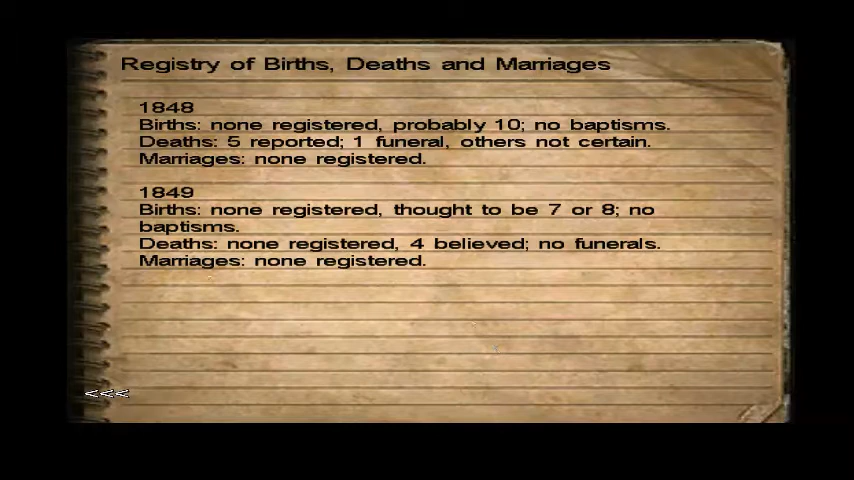 Registry of Births, Deaths and Marriages
1848
Births: none registered, probably 10; no baptisms.
Deaths: 5 reported; 1 funeral, others not certain.
Marriages: none registered.
1849
Births: none registered, thought to be 7 or 8; no
baptisms.
Deaths: none registered, 4 believed; no funerals.
Marriages: none registered.
<<<